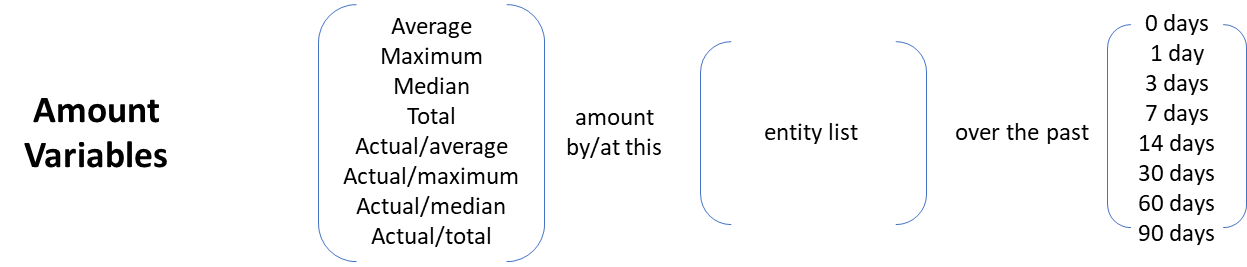 Amount
Variables
Average
Maximum
Median
Total
Actual/average
Actual/maximum
Actual/median
Actual/total
amount
by/at this
entity list
over the past
0 days
1 day
3 days
7 days
14 days
30 days
60 days
90 days